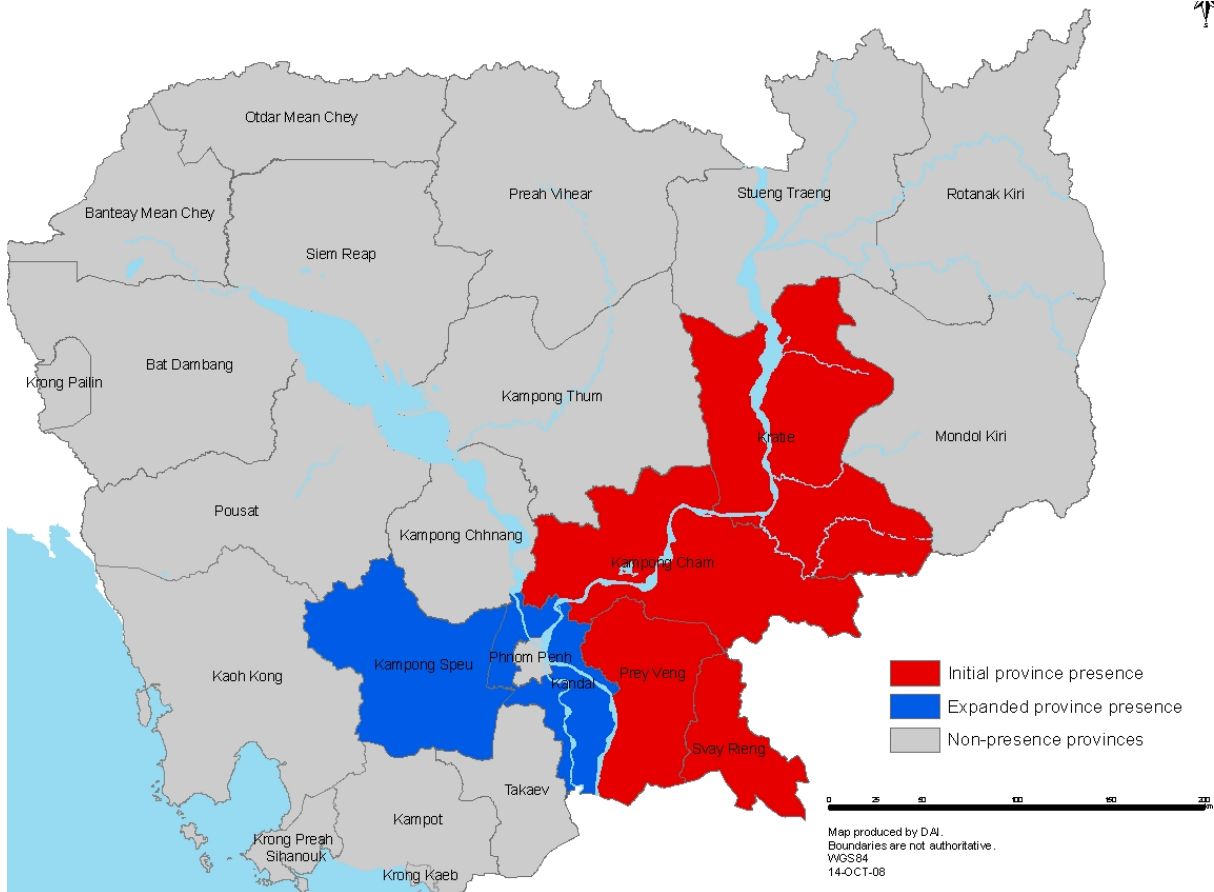 Otdar Mean Chey
Preah Vihear
Stueng Traeng
Rotanak Kiri
Banteay Mean Chey
Siem Reap
Bat Dambang
Krong Pailin
Kampong Thum
Kratie
Mondol Kiri
Pousat
Kampong Chhnang
Kampong Cham
Kaoh Kong
Kampong Speu
Phnom Penh
Kandal
Prey Veng
Svay Rieng
Takaev
Kampot
Krong Preah
Sihanouk
Krong Kaeb
Initial province presence
Expanded province presence
Non-presence provinces
0 25 50 100 150 200
km
Map produced by DAI.
Boundaries are not authoritative.
WGS84
14-OCT-08